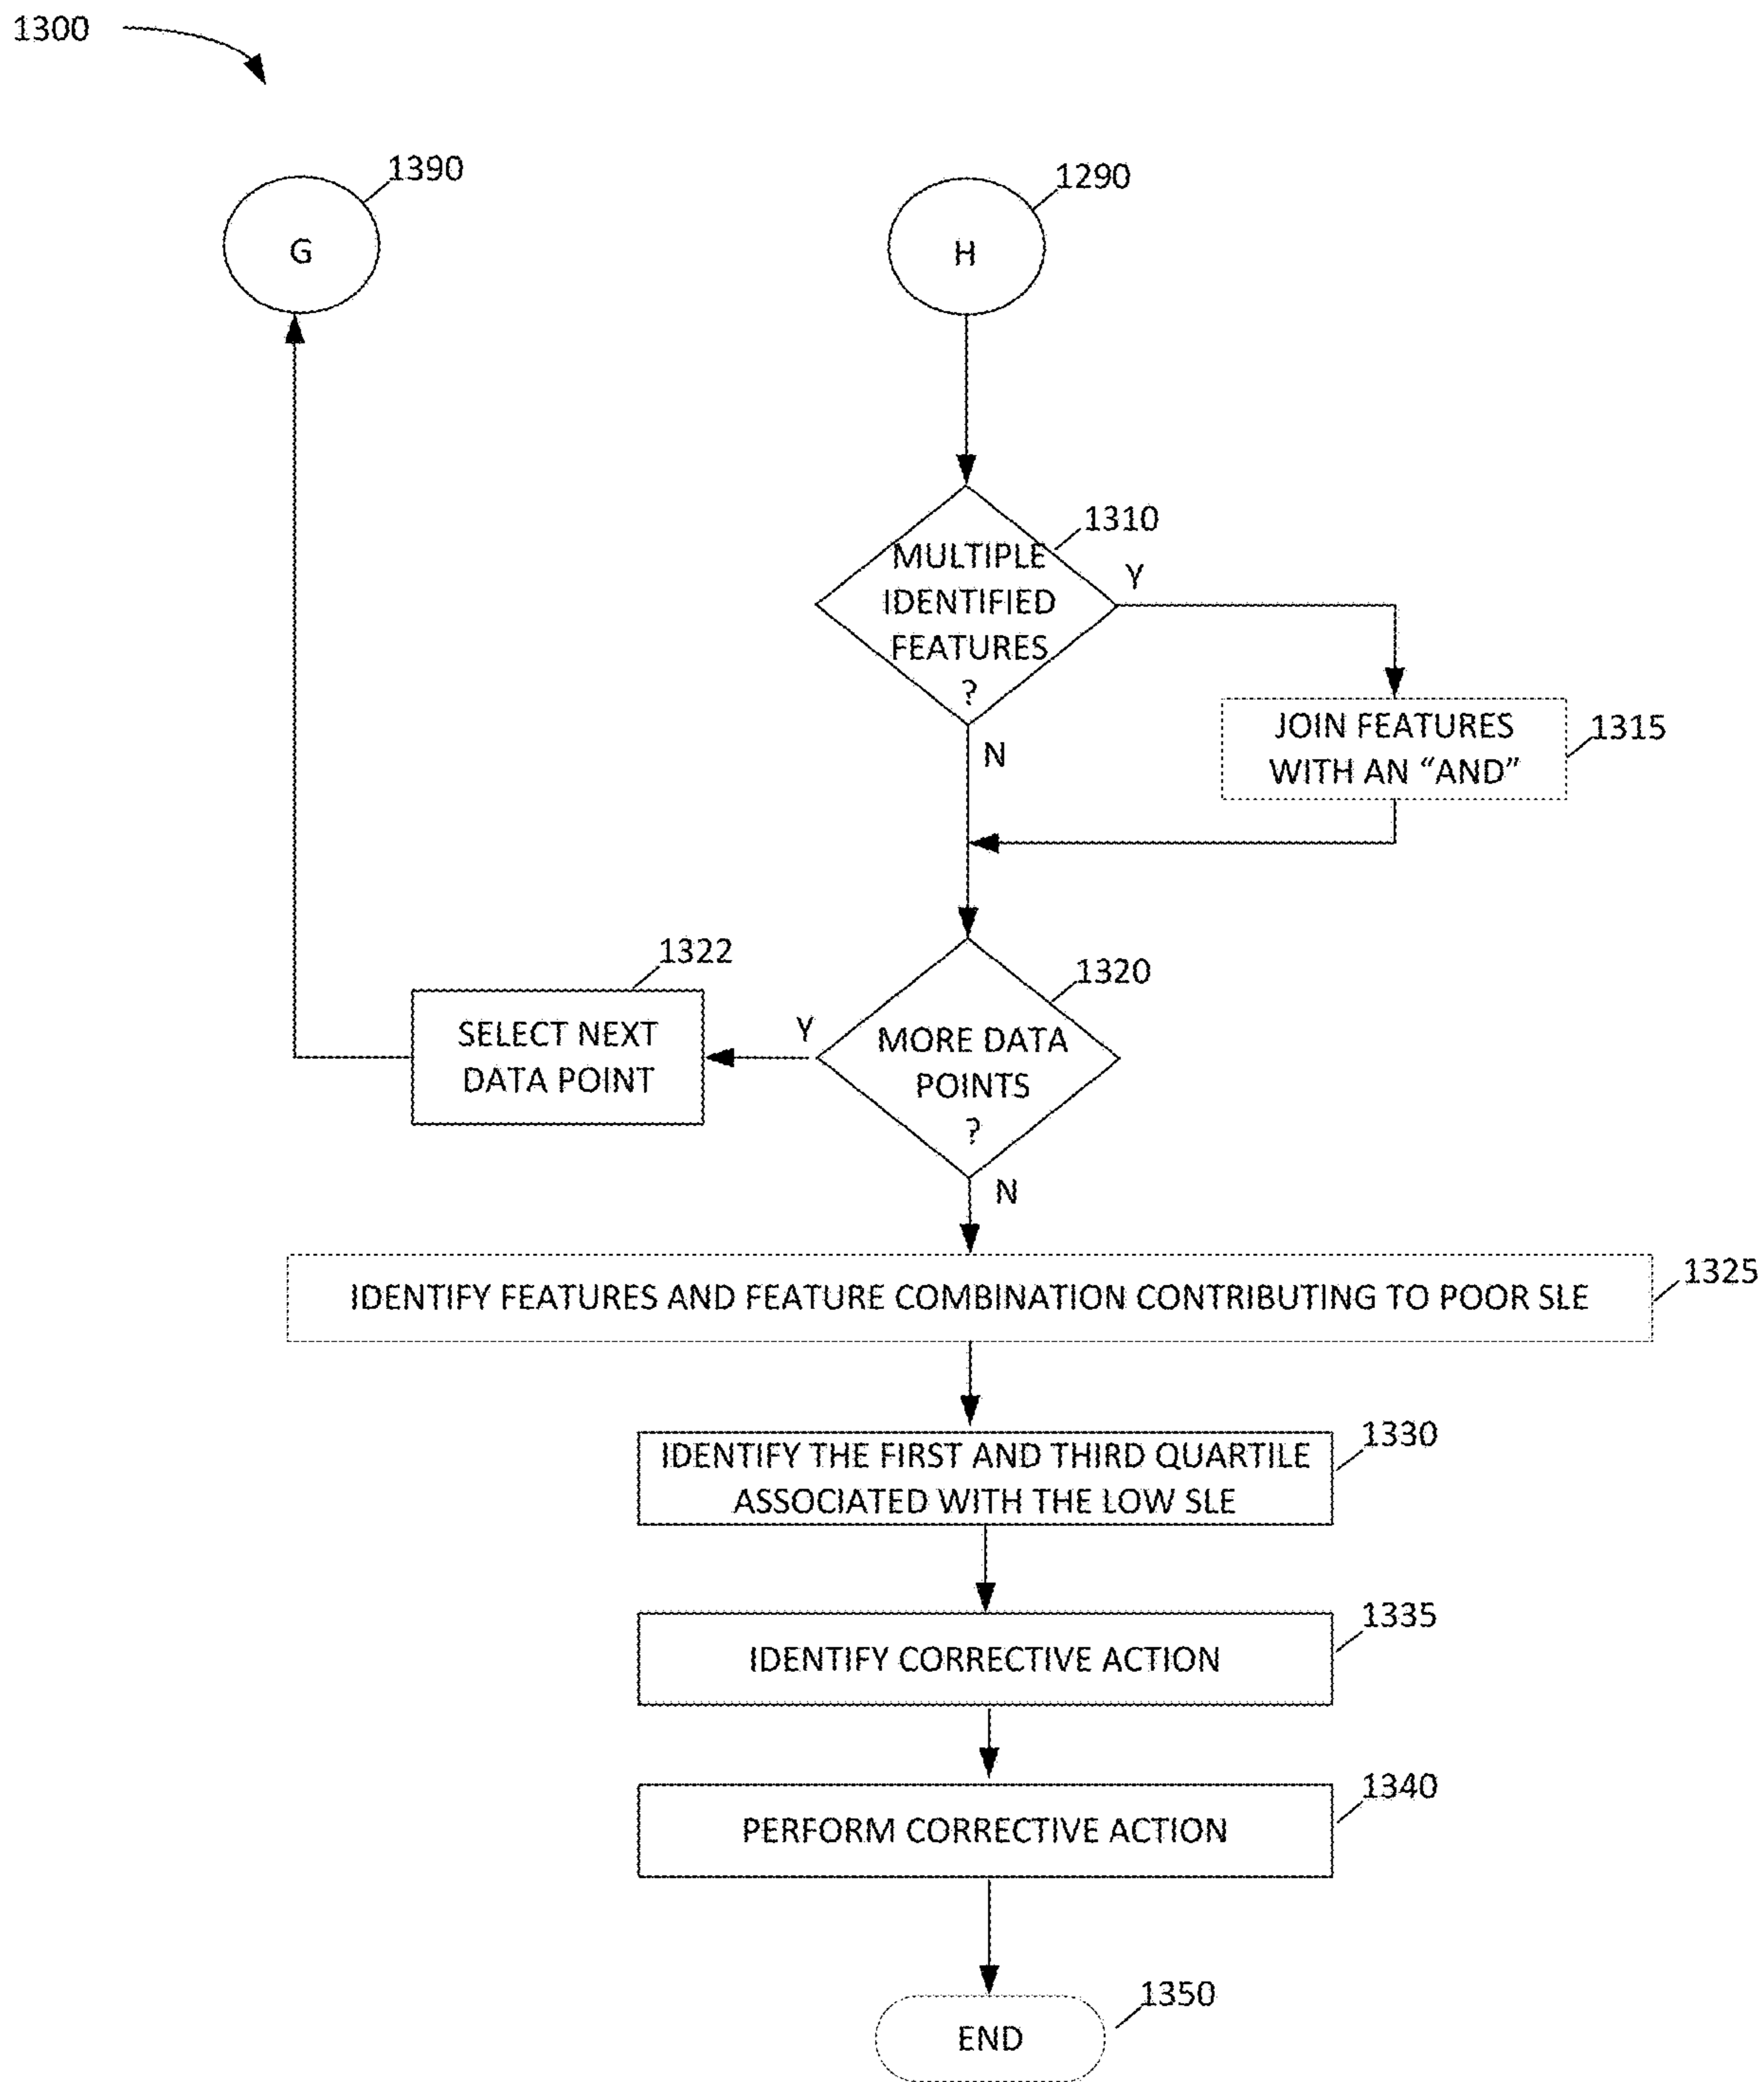 1300
1390
1290
G
H
1310
MULTIPLE
IDENTIFIED
FEATURES
?
Y
N
JOIN FEATURES
WITH AN “AND”
1315
1322
1320
SELECT NEXT
DATA POINT
Y
MORE DATA
POINTS
?
N
1325
IDENTIFY FEATURES AND FEATURE COMBINATION CONTRIBUTING TO POOR SLE
1330
IDENTIFY THE FIRST AND THIRD QUARTILE
ASSOCIATED WITH THE LOW SLE
1335
IDENTIFY CORRECTIVE ACTION
1340
PERFORM CORRECTIVE ACTION
1350
END